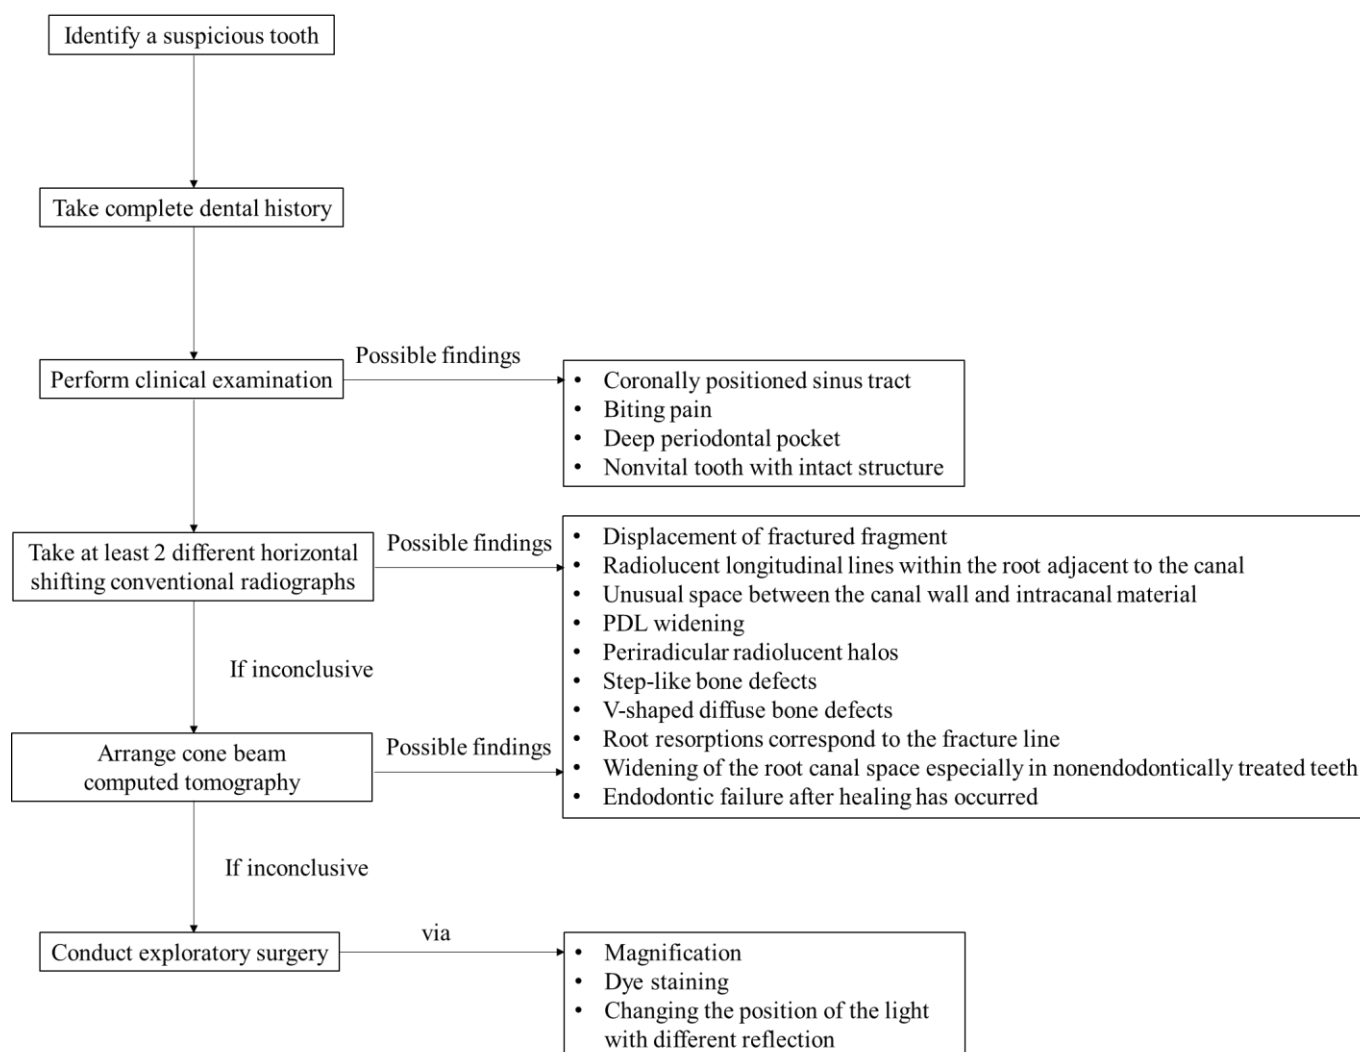 Identify a suspicious tooth
Take complete dental history
Perform clinical examination
Possible findings
• Coronally positioned sinus tract
• Biting pain
• Deep periodontal pocket
• Nonvital tooth with intact structure
Take at least 2 different horizontal
shifting conventional radiographs
Possible findings
If inconclusive
Arrange cone beam
computed tomography
Possible findings
• Displacement of fractured fragment
• Radiolucent longitudinal lines within the root adjacent to the canal
• Unusual space between the canal wall and intracanal material
• PDL widening
• Periradicular radiolucent halos
• Step-like bone defects
• V-shaped diffuse bone defects
• Root resorptions correspond to the fracture line
• Widening of the root canal space especially in nonendodontically treated teeth
• Endodontic failure after healing has occurred
If inconclusive
Conduct exploratory surgery
via
• Magnification
• Dye staining
• Changing the position of the light
with different reflection